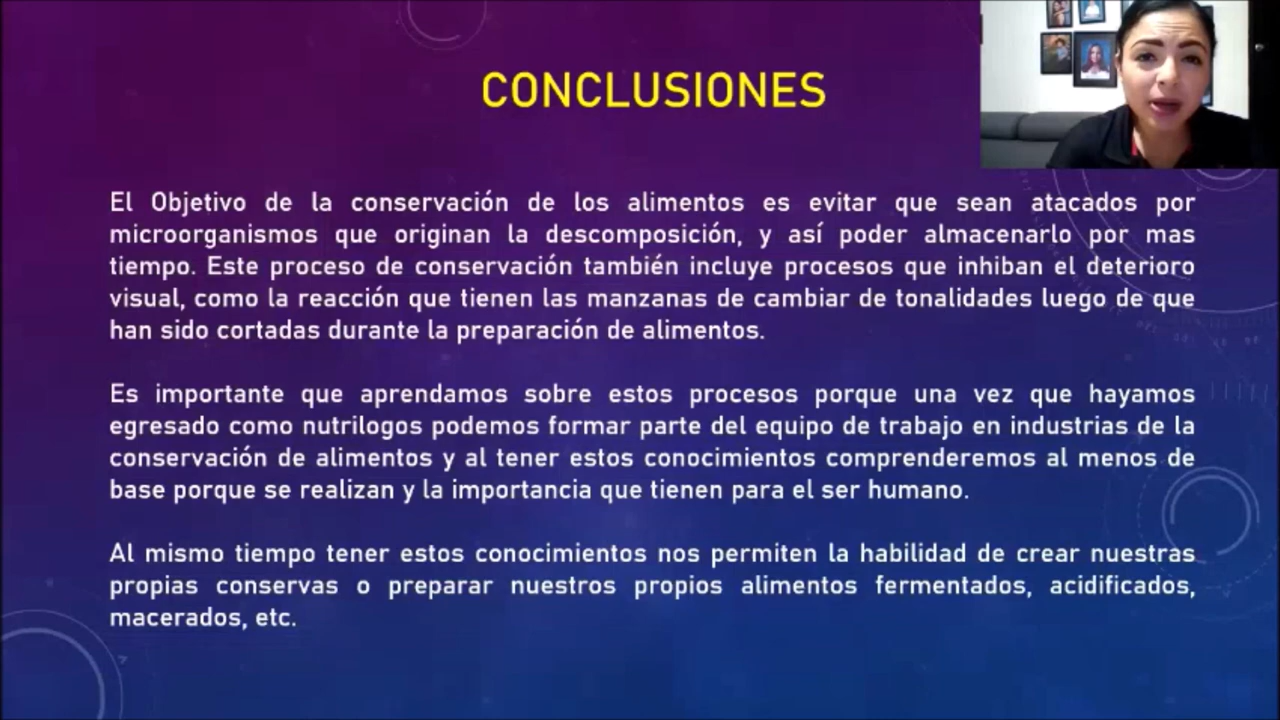 CONCLUSIONES
El Objetivo de la conservación de los alimentos es evitar que sean atacados por
microorganismos que originan la descomposición, y así poder almacenarlo por mas
tiempo. Este proceso de conservación también incluye procesos que inhiban el deterioro
visual, como la reacción que tienen las manzanas de cambiar de tonalidades luego de que
han sido cortadas durante la preparación de alimentos.
Es importante que aprendamos sobre estos procesos porque una vez que hayamos
egresado como nutrilogos podemos formar parte del equipo de trabajo en industrias de la
conservación de alimentos y al tener estos conocimientos comprenderemos al menos de
base porque se realizan y la importancia que tienen para el ser humano.
Al mismo tiempo tener estos conocimientos nos permiten la habilidad de crear nuestras
propias conservas o preparar nuestros propios alimentos fermentados, acidificados,
macerados, etc.